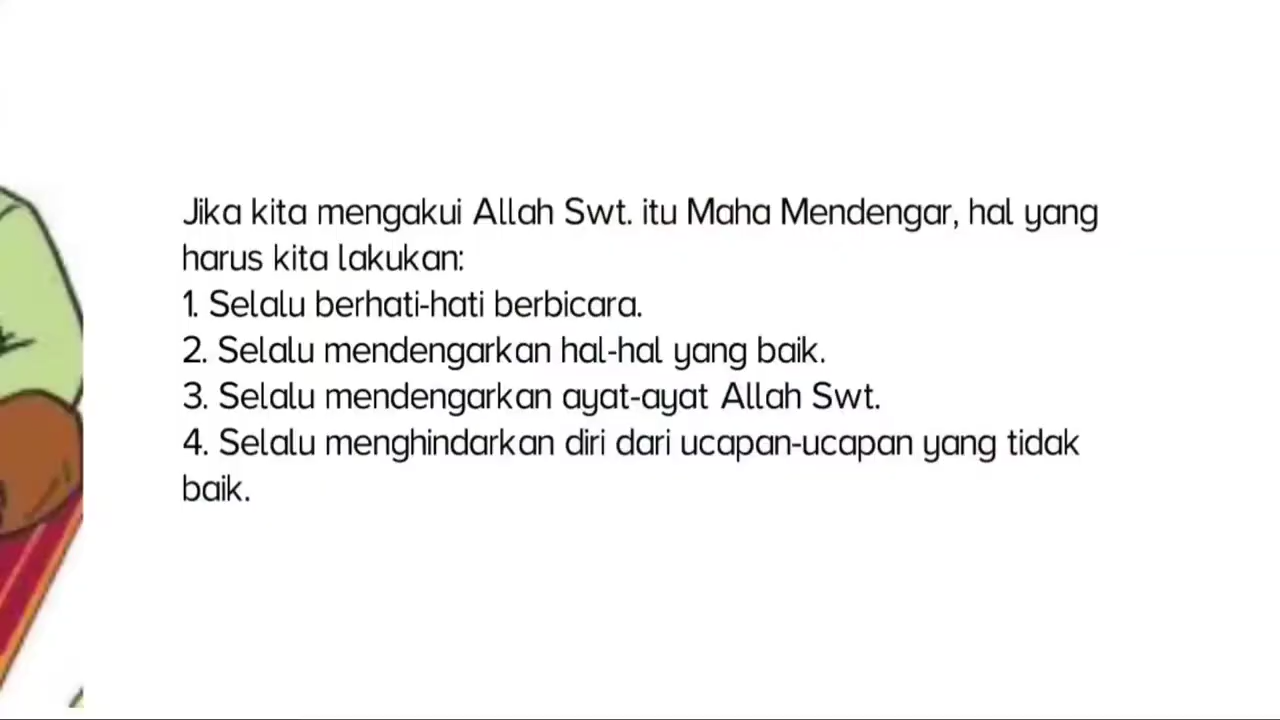 Jika kita mengakui Allah Swt. itu Maha Mendengar, hal yang
harus kita lakukan:
1. Selalu berhati-hati berbicara.
2. Selalu mendengarkan hal-hal yang baik.
3. Selalu mendengarkan ayat-ayat Allah Swt.
4. Selalu menghindarkan diri dari ucapan-ucapan yang tidak
baik.